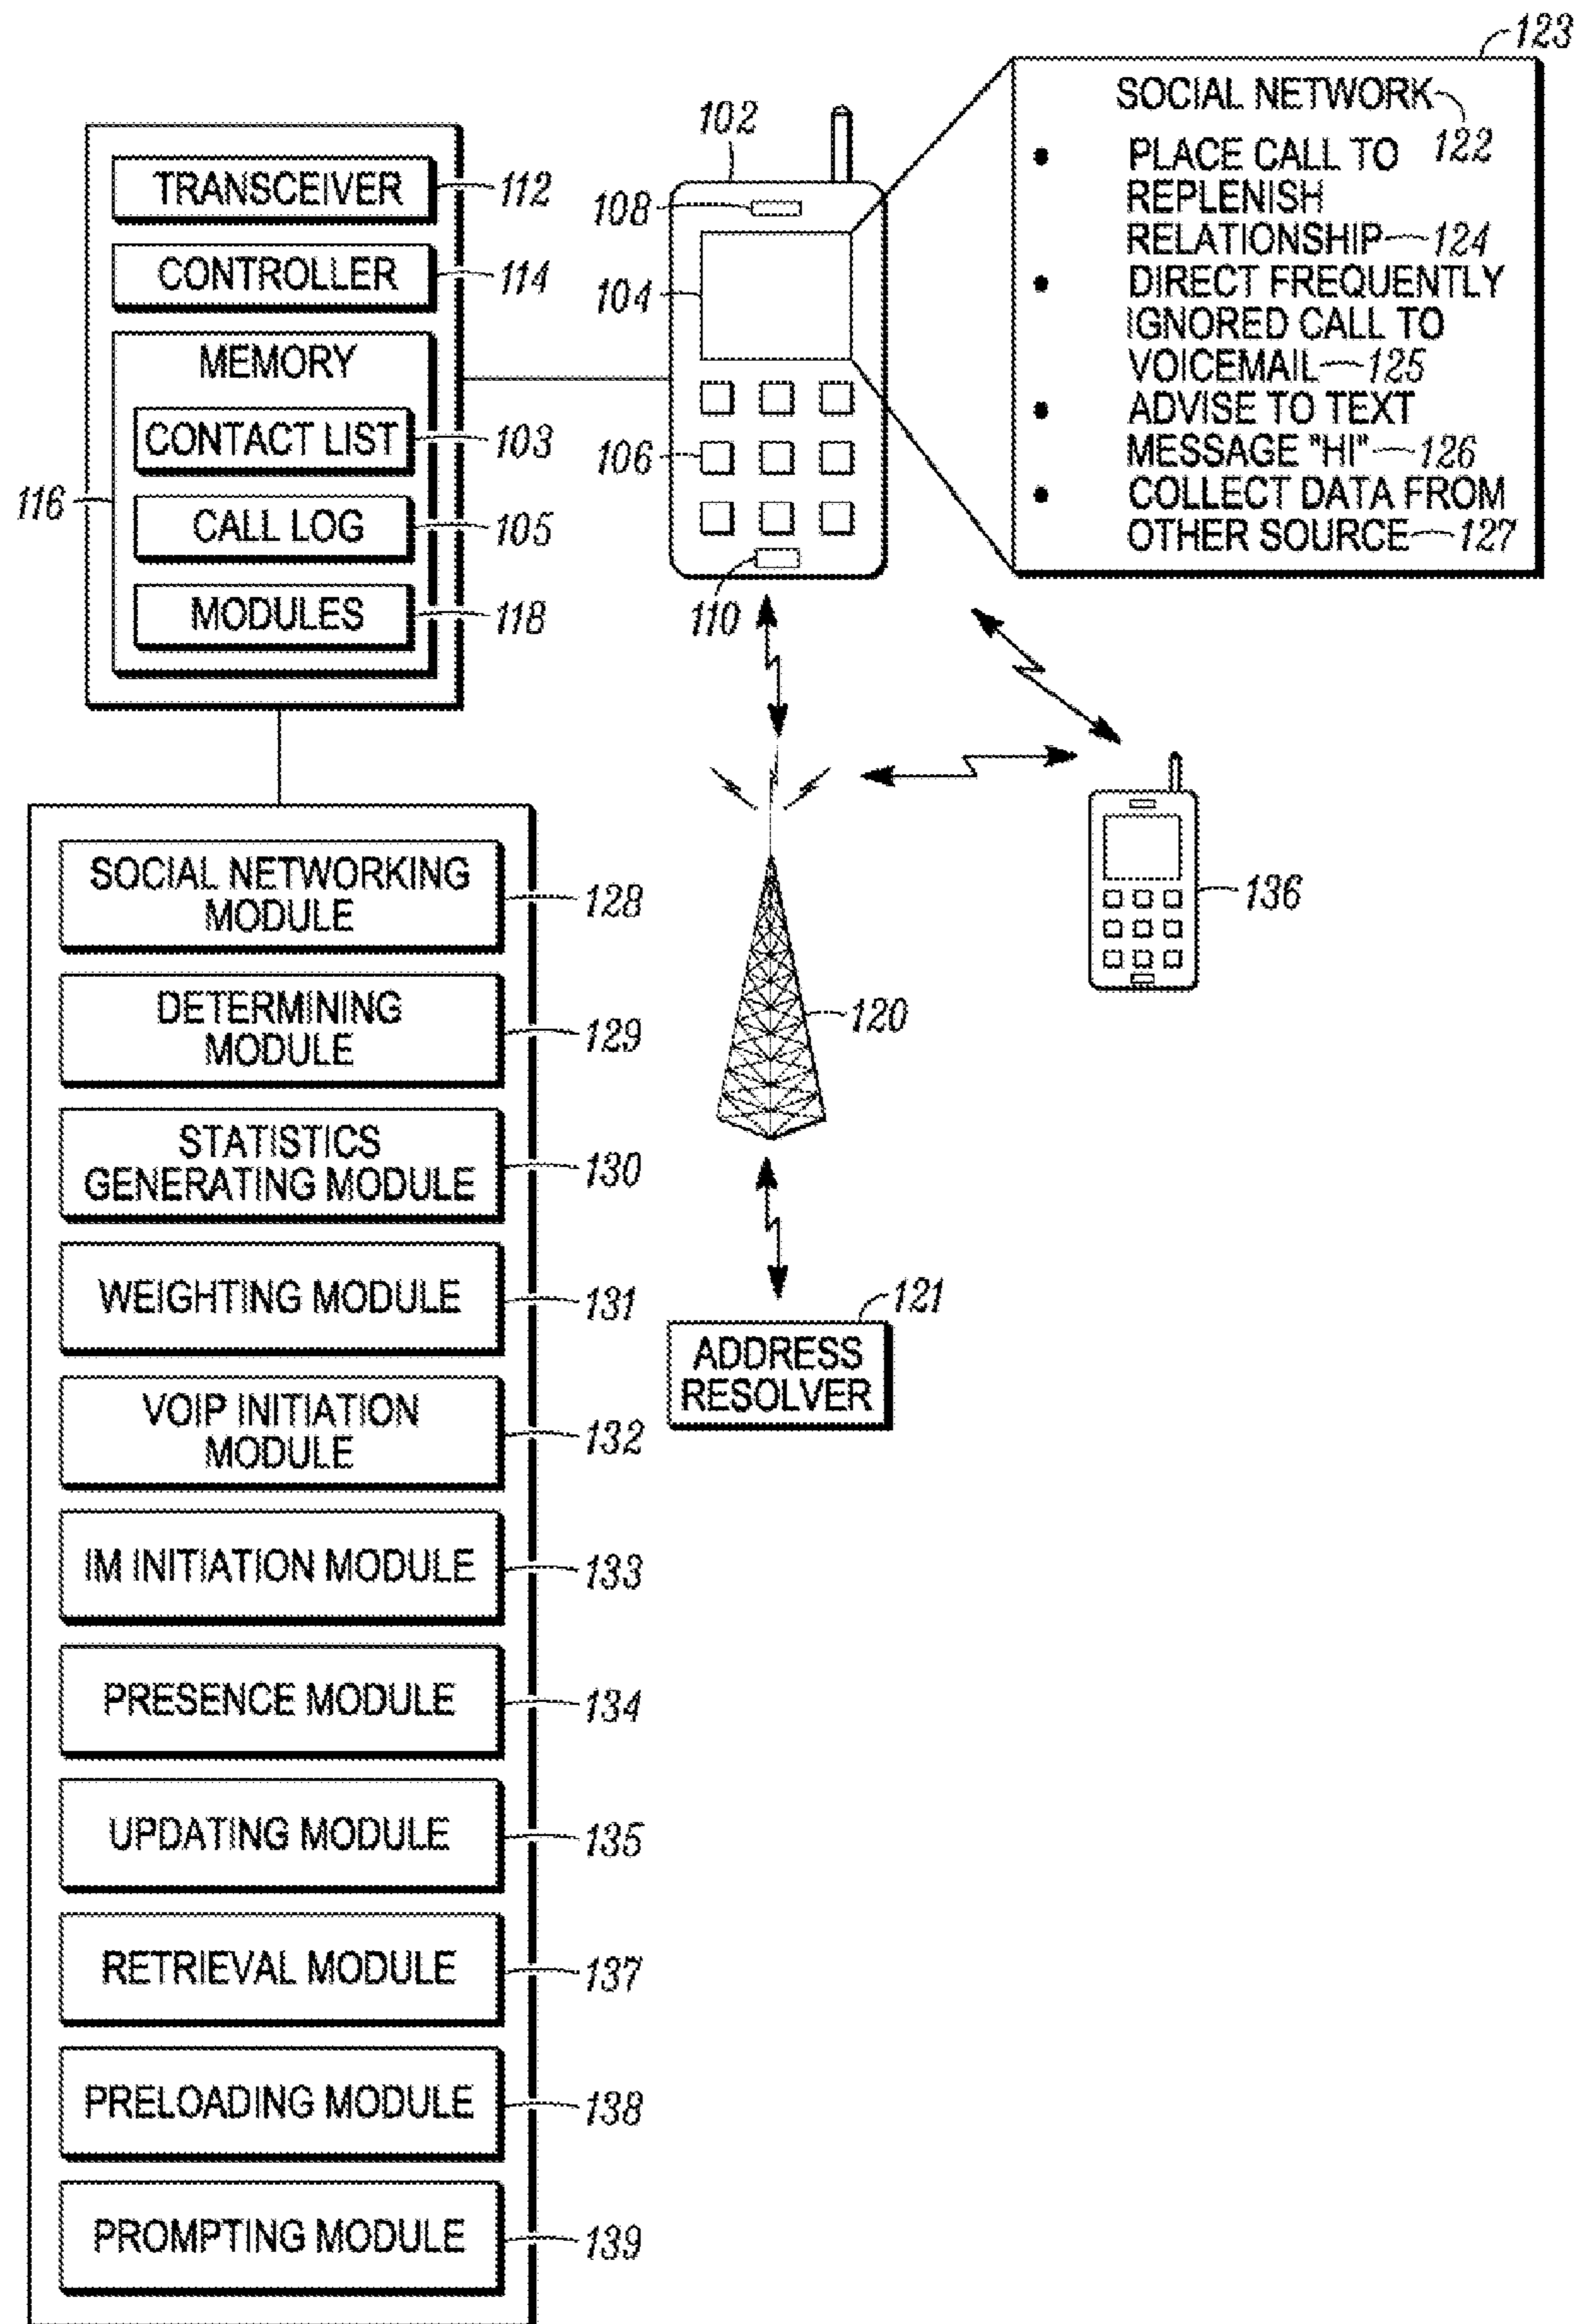 123
SOCIAL NETWORK
122
PLACE CALL TO
REPLENISH
RELATIONSHIP 124
DIRECT FREQUENTLY
IGNORED CALL TO
VOICEMAIL 125
ADVISE TO TEXT
MESSAGE "HI" 126
COLLECT DATA FROM
OTHER SOURCE 127
102
108
104
106
110
TRANSCEIVER 112
CONTROLLER 114
MEMORY
116
CONTACT LIST 103
CALL LOG 105
MODULES 118
136
120
121
ADDRESS
RESOLVER
SOCIAL NETWORKING
MODULE 128
DETERMINING
MODULE 129
STATISTICS
GENERATING MODULE 130
WEIGHTING MODULE 131
VOIP INITIATION
MODULE 132
IM INITIATION MODULE 133
PRESENCE MODULE 134
UPDATING MODULE 135
RETRIEVAL MODULE 137
PRELOADING MODULE 138
PROMPTING MODULE 139